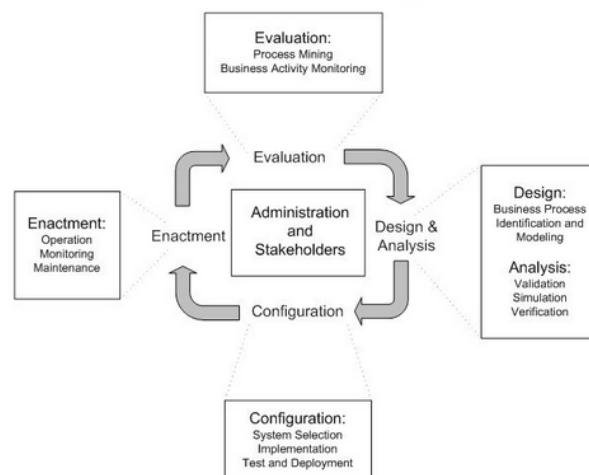 Evaluation:
Process Mining
Business Activity Monitoring
Evaluation
Enactment:
Operation
Monitoring
Maintenance
Enactment
Administration
and
Stakeholders
Design &
Analysis
Design:
Business Process
Identification and
Modeling
Analysis:
Validation
Simulation
Verification
Configuration
Configuration:
System Selection
Implementation
Test and Deployment